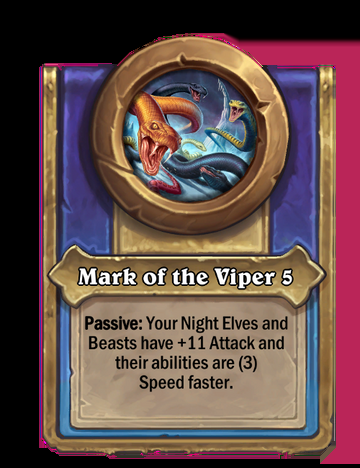 Mark of the Viper 5
Passive: Your Night Elves and
Beasts have +11 Attack and
their abilities are (3)
Speed faster.